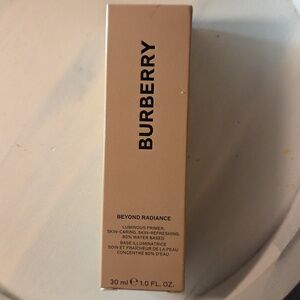 BURBERRY
BEYOND RADIANCE
LUMINOUS PRIMER,
SKIN-CARING, SKIN-REFRESHING
80% WATER BASED
BASE ILLUMINATRICE
SOIN ET FRAÎCHEUR DE LA PEAU
CONCENTRÉ 80% D'EAU
30 ml ℮ 1.0 FL. OZ.